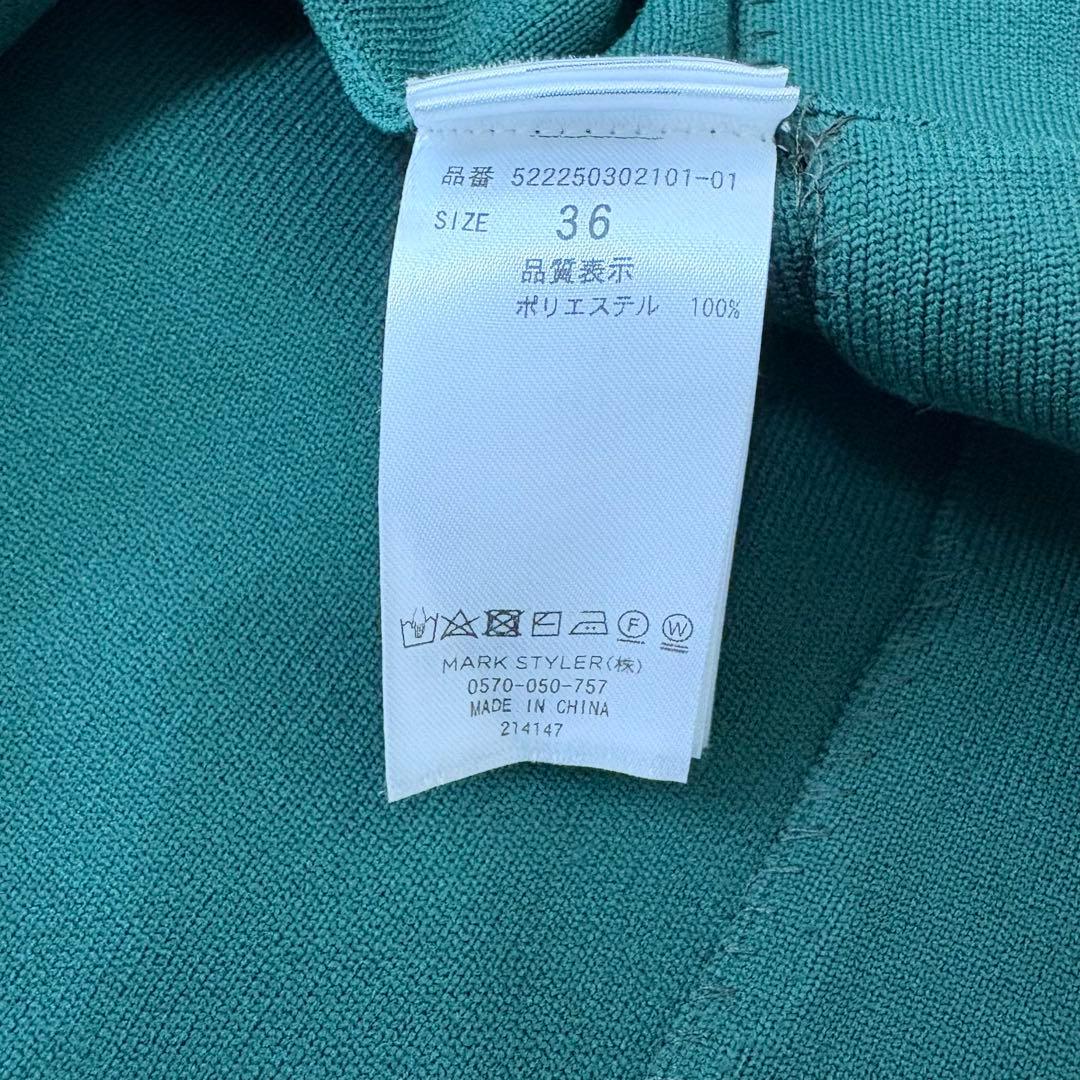 品番 522250302101-01
SIZE 36
品質表示
ポリエステル 100%
F W
MARK STYLER(株)
0570-050-757
MADE IN CHINA
214147